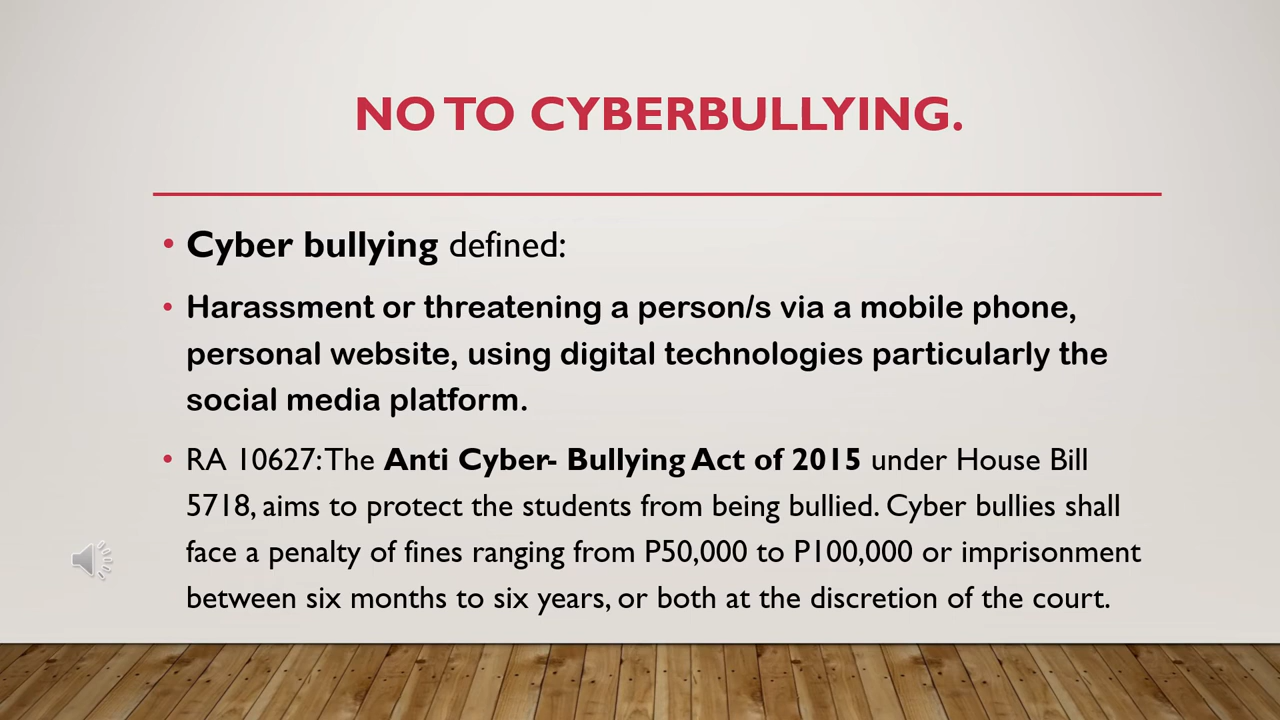 NO TO CYBERBULLYING.
• Cyber bullying defined:
• Harassment or threatening a person/s via a mobile phone,
personal website, using digital technologies particularly the
social media platform.
• RA 10627: The Anti Cyber- Bullying Act of 2015 under House Bill
5718, aims to protect the students from being bullied. Cyber bullies shall
face a penalty of fines ranging from P50,000 to P100,000 or imprisonment
between six months to six years, or both at the discretion of the court.